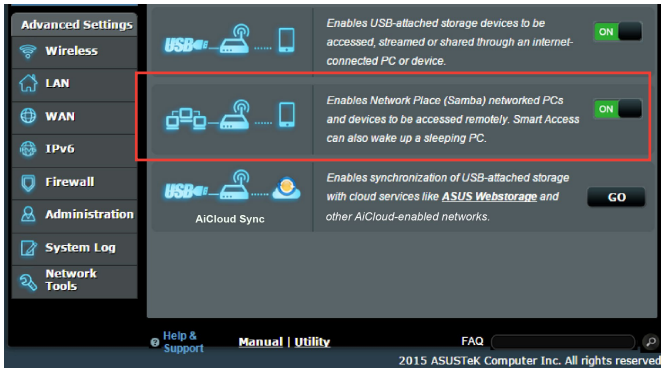 Advanced Settings
Wireless
LAN
WAN
IPv6
Firewall
Administration
System Log
Network
Tools
USB
Enables USB-attached storage devices to be
accessed, streamed or shared through an internet-
connected PC or device.
ON
Enables Network Place (Samba) networked PCs
and devices to be accessed remotely. Smart Access
can also wake up a sleeping PC.
ON
USB
AiCloud Sync
Enables synchronization of USB-attached storage
with cloud services like ASUS Webstorage and
other AiCloud-enabled networks.
GO
Help &
Support
Manual | Utility
FAQ
2015 ASUSTeK Computer Inc. All rights reserved